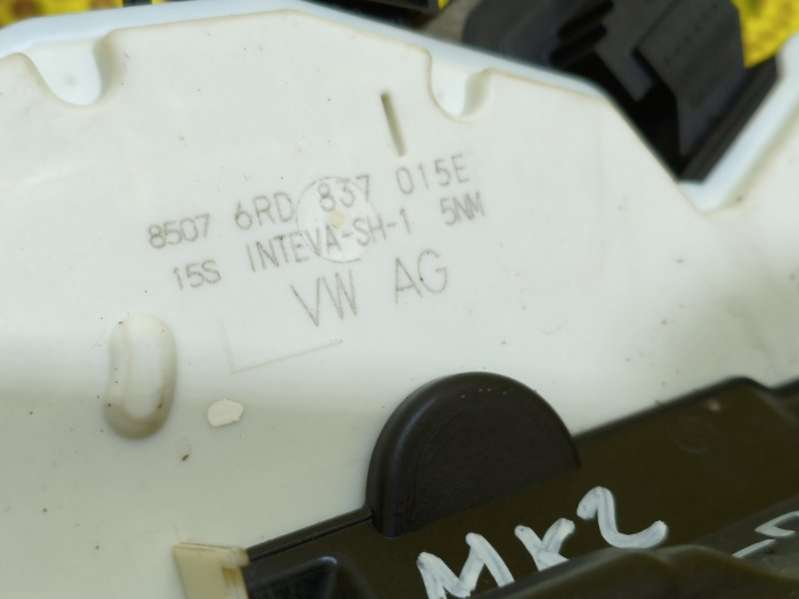 8507 6RD 837 015E
15S INTEVA-SH-1 5NM
VW AG
MK2